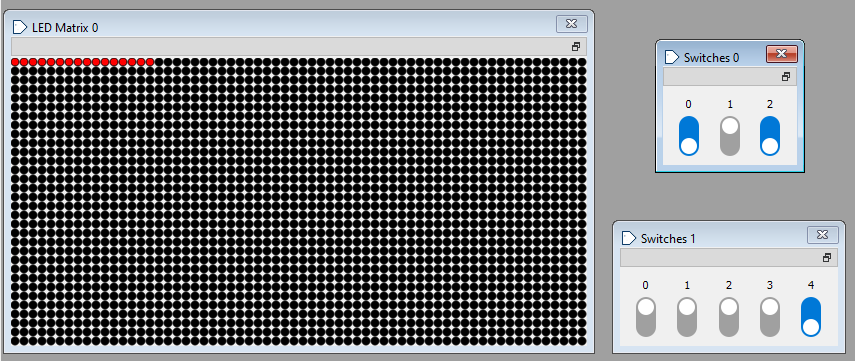 LED Matrix 0
Switches 0
0 1 2
Switches 1
0 1 2 3 4